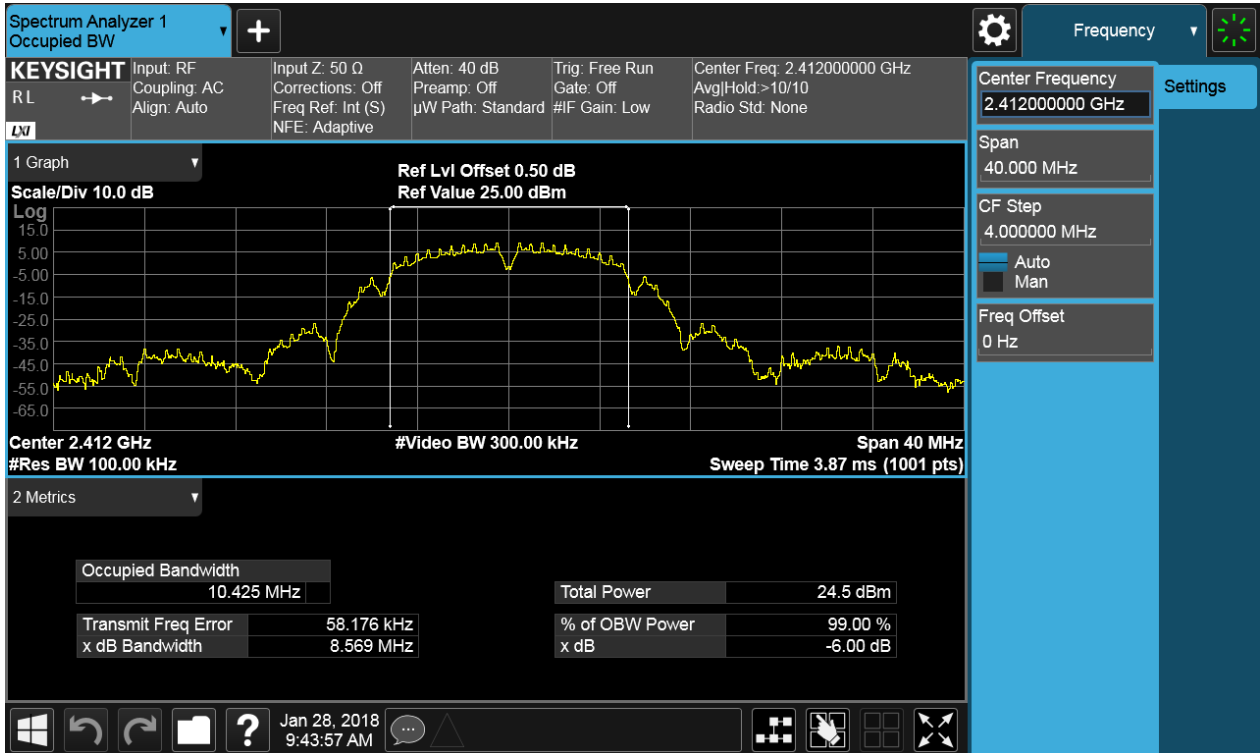 Spectrum Analyzer 1
Occupied BW
+
Frequency
KEYSIGHT
RL
LXI
Input: RF
Coupling: AC
Align: Auto
Input Z: 50 Ω
Corrections: Off
Freq Ref: Int (S)
NFE: Adaptive
Atten: 40 dB
Preamp: Off
µW Path: Standard
Trig: Free Run
Gate: Off
#IF Gain: Low
Center Freq: 2.412000000 GHz
Avg|Hold:>10/10
Radio Std: None
Center Frequency
2.412000000 GHz
Settings
Span
40.000 MHz
CF Step
4.000000 MHz
Auto
Man
Freq Offset
0 Hz
1 Graph
Scale/Div 10.0 dB
Ref Lvl Offset 0.50 dB
Ref Value 25.00 dBm
Log
15.0
5.00
-5.00
-15.0
-25.0
-35.0
-45.0
-55.0
-65.0
Center 2.412 GHz
#Video BW 300.00 kHz
Span 40 MHz
#Res BW 100.00 kHz
Sweep Time 3.87 ms (1001 pts)
2 Metrics
Occupied Bandwidth
10.425 MHz
Total Power 24.5 dBm
Transmit Freq Error 58.176 kHz
% of OBW Power 99.00 %
x dB Bandwidth 8.569 MHz
x dB -6.00 dB
?
Jan 28, 2018
9:43:57 AM